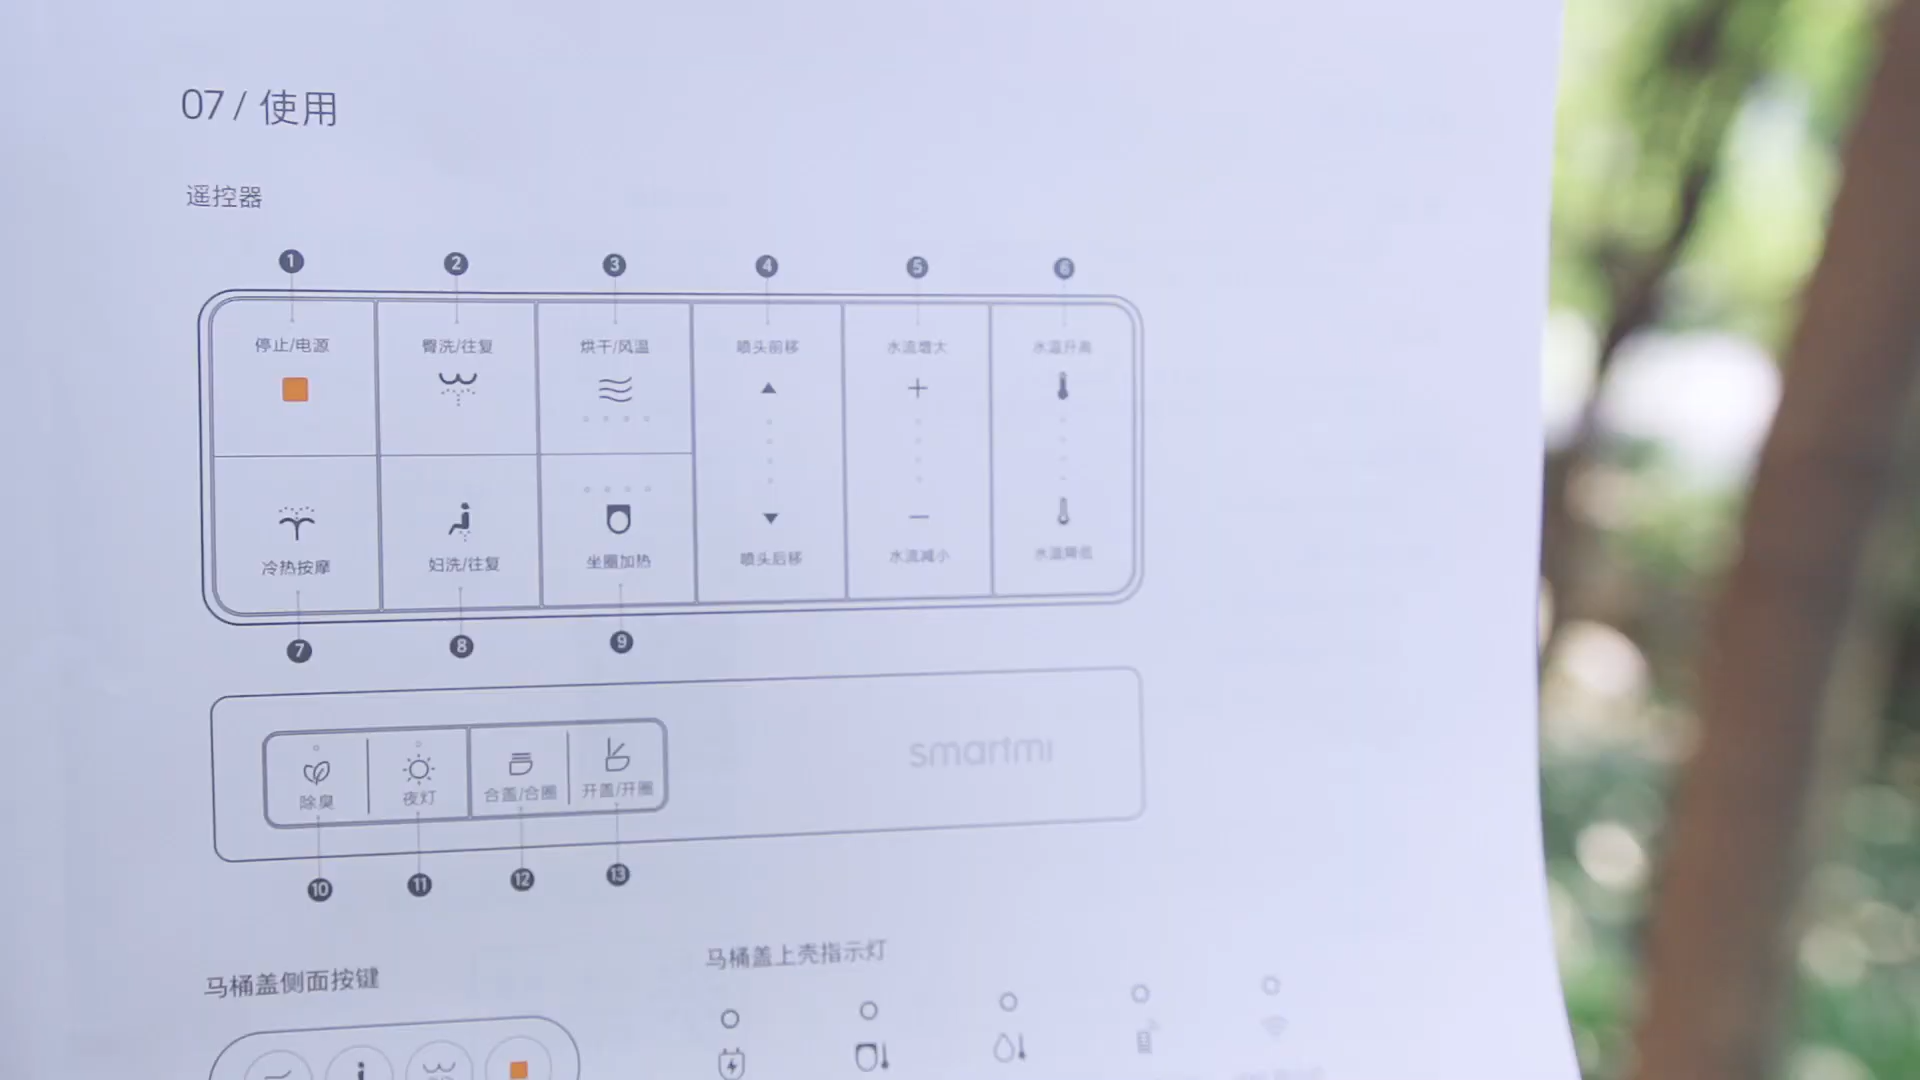 07 / 使用
遥控器
1 2 3 4 5 6
停止/电源 臀洗/往复 烘干/风温 喷头前移 水流增大 水温升高
冷热按摩 妇洗/往复 坐圈加热 喷头后移 水流减小 水温降低
7 8 9
smartmi
除臭 夜灯 合盖/合圈 开盖/开圈
10 11 12 13
马桶盖侧面按键
马桶盖上壳指示灯